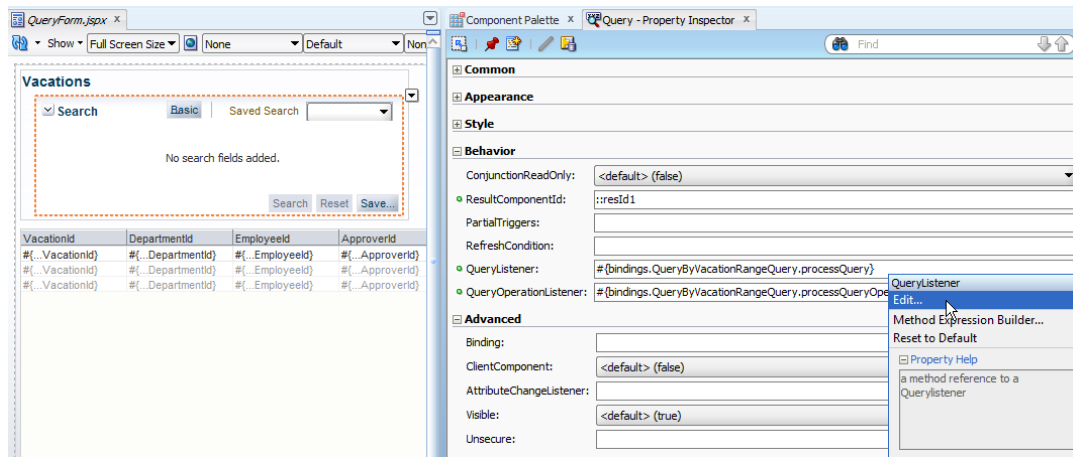 QueryForm.jspx x
Show Full Screen Size None Default Non
Vacations
Search Basic Saved Search
No search fields added.
Search Reset Save...
VacationId DepartmentId EmployeeId ApproverId
#{...VacationId} #{...DepartmentId} #{...EmployeeId} #{...ApproverId}
#{...VacationId} #{...DepartmentId} #{...EmployeeId} #{...ApproverId}
#{...VacationId} #{...DepartmentId} #{...EmployeeId} #{...ApproverId}
Component Palette x Query - Property Inspector x
Find
Common
Appearance
Style
Behavior
ConjunctionReadOnly: <default> (false)
ResultComponentId: ::resId1
PartialTriggers:
RefreshCondition:
QueryListener: #{bindings.QueryByVacationRangeQuery.processQuery}
QueryOperationListener: #{bindings.QueryByVacationRangeQuery.processQueryOpe
Advanced
Binding:
ClientComponent: <default> (false)
AttributeChangeListener:
Visible: <default> (true)
Unsecure:
QueryListener
Edit...
Method Expression Builder...
Reset to Default
Property Help
a method reference to a
Querylistener